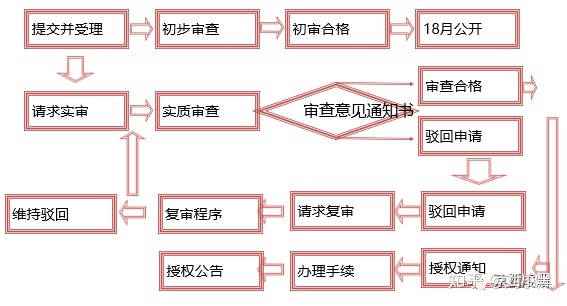 提交并受理
初步审查
初审合格
18月公开
请求实审
实质审查
审查意见通知书
审查合格
驳回申请
维持驳回
复审程序
请求复审
驳回申请
授权公告
办理手续
授权通知
知乎